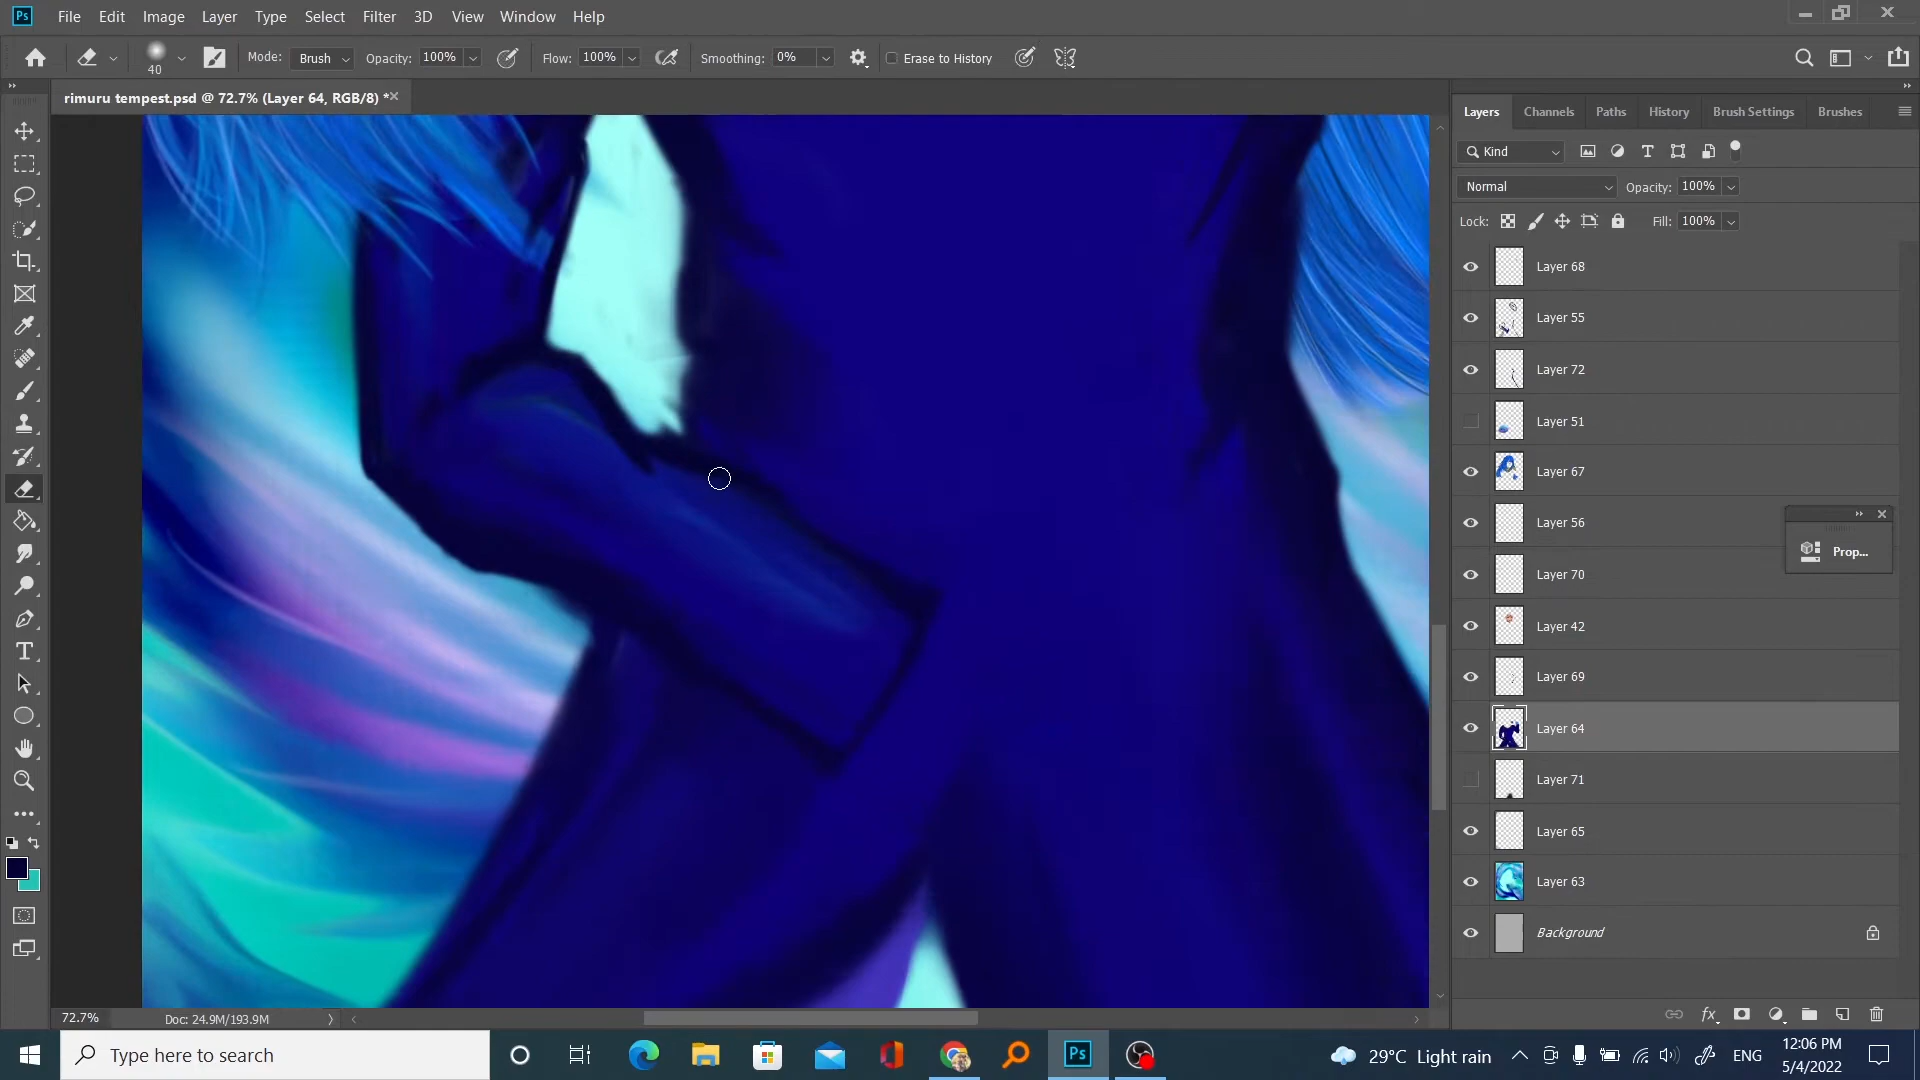 Ps File Edit Image Layer Type Select Filter 3D View Window Help
40 Mode: Brush Opacity: 100% Flow: 100% Smoothing: 0% Erase to History
rimuru tempest.psd @ 72.7% (Layer 64, RGB/8) *
Layers Channels Paths History Brush Settings Brushes
Kind
Normal Opacity: 100%
Lock: Fill: 100%
Layer 68
Layer 55
Layer 72
Layer 51
Layer 67
Layer 56
Prop...
Layer 70
Layer 42
Layer 69
Layer 64
Layer 71
Layer 65
Layer 63
Background
72.7% Doc: 24.9M/193.9M
fx
Type here to search
Ps
29°C Light rain
ENG
12:06 PM
5/4/2022